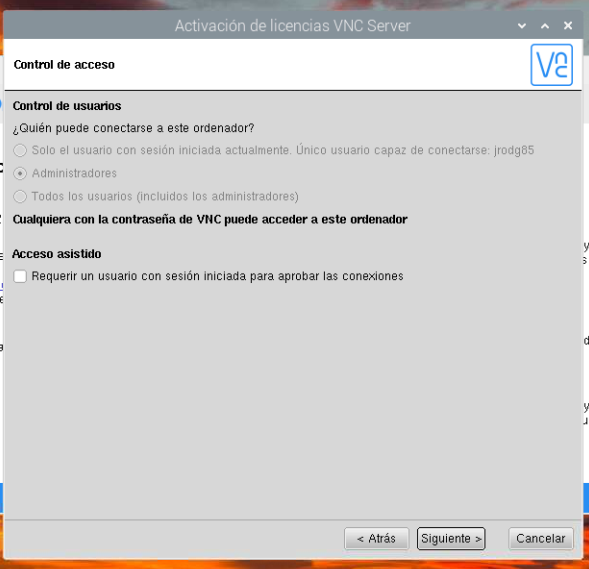 Activación de licencias VNC Server
Control de acceso
VNC
Control de usuarios
¿Quién puede conectarse a este ordenador?
Solo el usuario con sesión iniciada actualmente. Único usuario capaz de conectarse: jrodg85
Administradores
Todos los usuarios (incluidos los administradores)
Cualquiera con la contraseña de VNC puede acceder a este ordenador
Acceso asistido
Requerir un usuario con sesión iniciada para aprobar las conexiones
< Atrás
Siguiente >
Cancelar